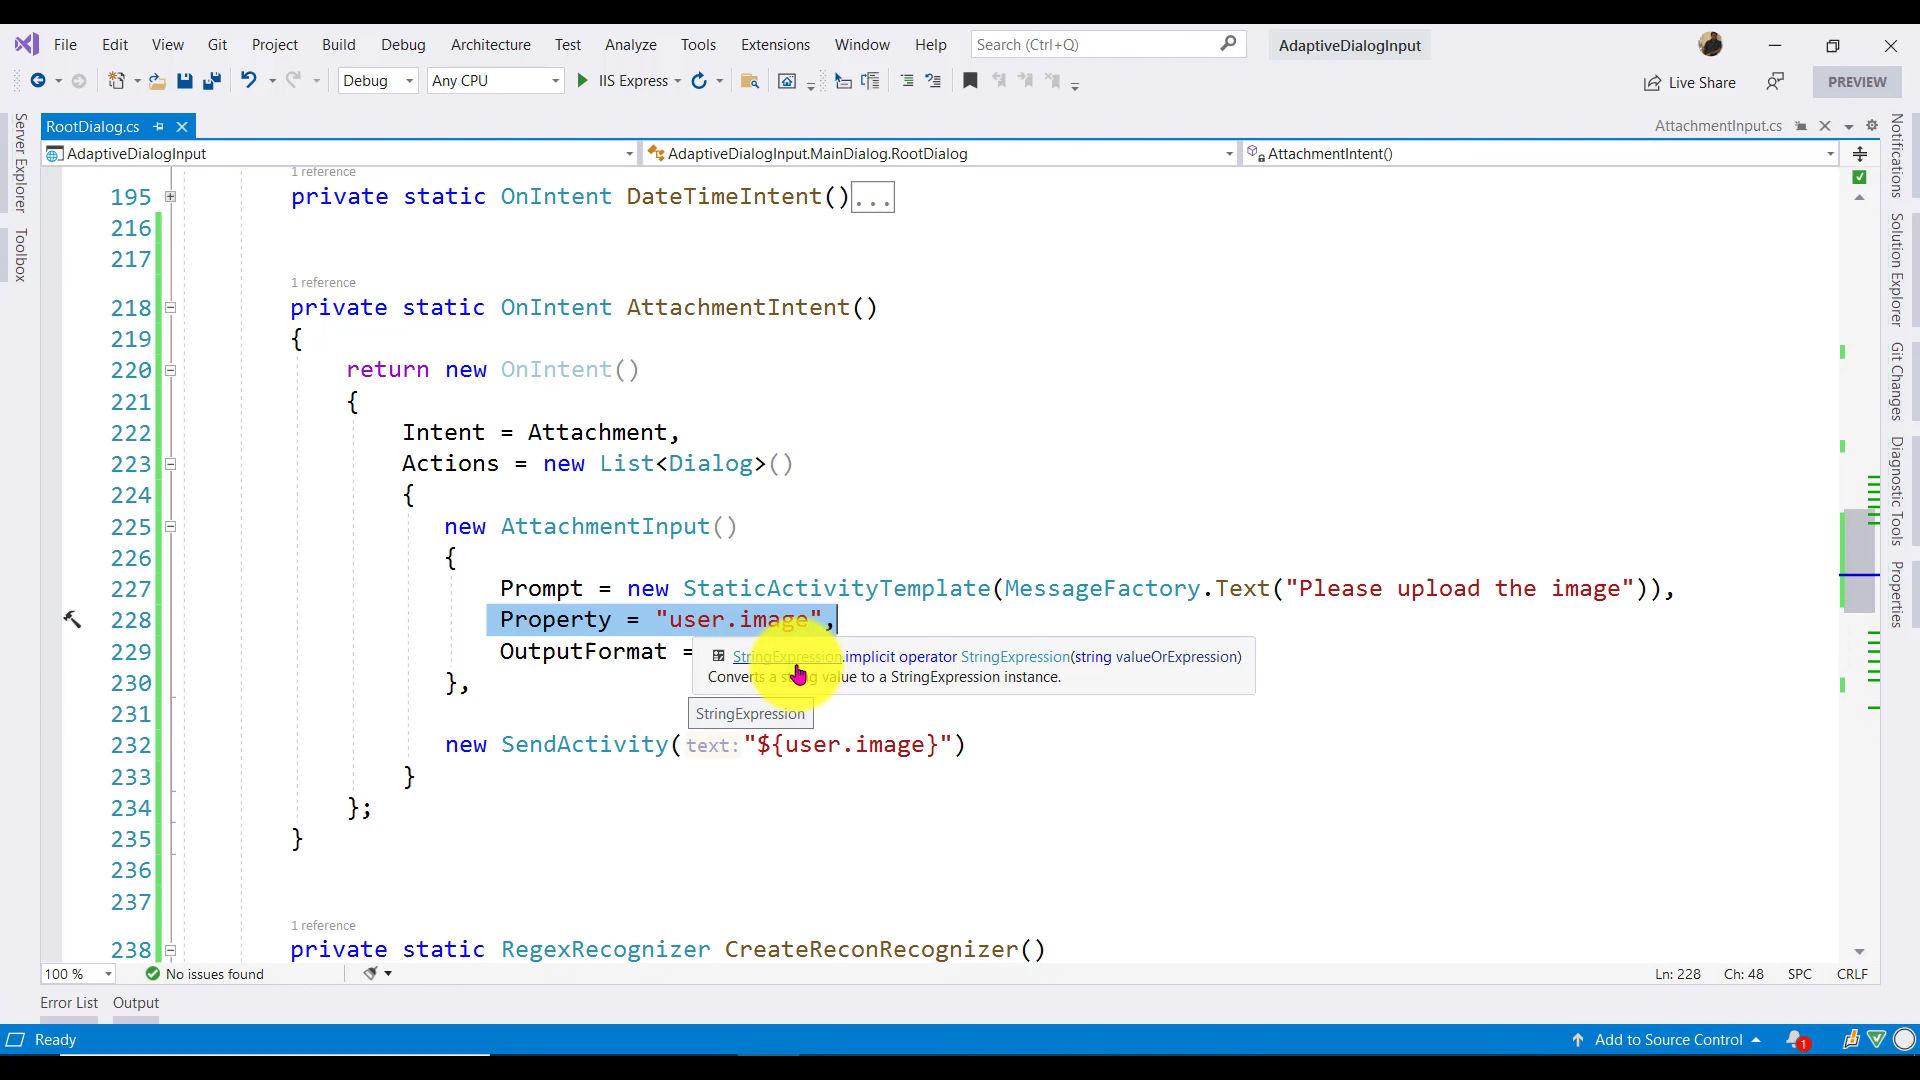 File Edit View Git Project Build Debug Architecture Test Analyze Tools Extensions Window Help Search (Ctrl+Q) AdaptiveDialogInput
Debug Any CPU IIS Express Live Share PREVIEW
RootDialog.cs AttachmentInput.cs
AdaptiveDialogInput AdaptiveDialogInput.MainDialog.RootDialog AttachmentIntent()
Server Explorer
Toolbox
1 reference
195 private static OnIntent DateTimeIntent()...
216
217
1 reference
218 private static OnIntent AttachmentIntent()
219 {
220 return new OnIntent()
221 {
222 Intent = Attachment,
223 Actions = new List<Dialog>()
224 {
225 new AttachmentInput()
226 {
227 Prompt = new StaticActivityTemplate(MessageFactory.Text("Please upload the image")),
228 Property = "user.image",
229 OutputFormat =
StringExpression.implicit operator StringExpression(string valueOrExpression)
Converts a string value to a StringExpression instance.
230 },
StringExpression
231
232 new SendActivity(text:"${user.image}")
233 }
234 };
235 }
236
237
1 reference
238 private static RegexRecognizer CreateReconRecognizer()
Notifications
Solution Explorer
Git Changes
Diagnostic Tools
Properties
100 % No issues found Ln: 228 Ch: 48 SPC CRLF
Error List Output
Ready Add to Source Control 1